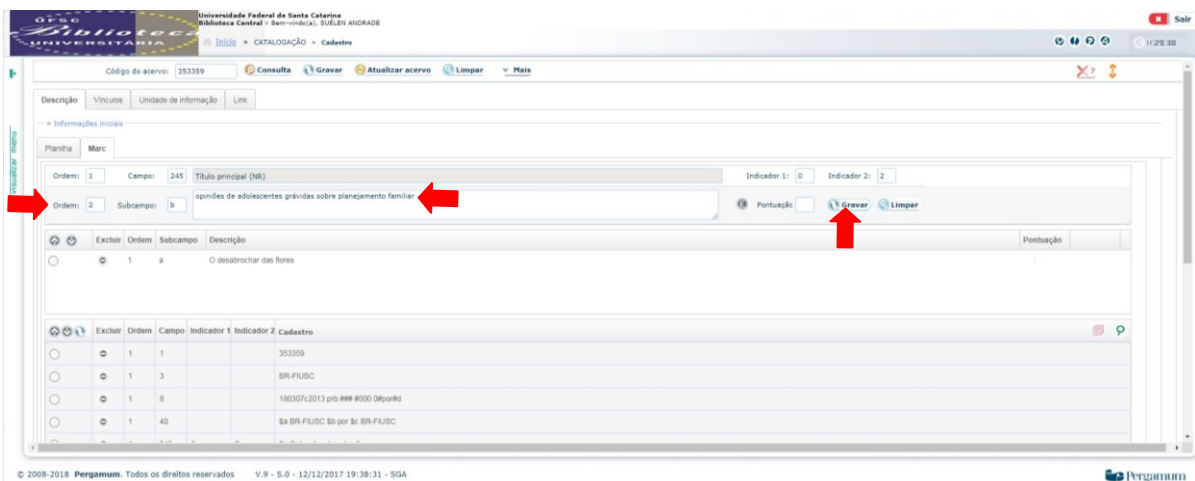 ÜFSC
Biblioteca
UNIVERSITÁRIA
Universidade Federal de Santa Catarina
Biblioteca Central - Bem-vindo(a), SUÉLEN ANDRADE
Início » CATALOGAÇÃO » Cadastro
Sair
11:29:38
visualizar menu
Código do acervo: 353359 Consulta Gravar Atualizar acervo Limpar Mais
Descrição Vínculos Unidade de informação Link
» Informações iniciais
Planilha Marc
Ordem: 1 Campo: 245 Título principal (NR) Indicador 1: 0 Indicador 2: 2
Ordem: 2 Subcampo: b opiniões de adolescentes grávidas sobre planejamento familiar Pontuação Gravar Limpar
Excluir Ordem Subcampo Descrição Pontuação
1 a O desabrochar das flores :
Excluir Ordem Campo Indicador 1 Indicador 2 Cadastro
1 1 353359
1 3 BR-FlUSC
1 8 180307c2013 prb ### #000 0#por#d
1 40 $a BR-FlUSC $b por $c BR-FlUSC
© 2008-2018 Pergamum. Todos os direitos reservados V.9 - 5.0 - 12/12/2017 19:38:31 - SGA
Pergamum